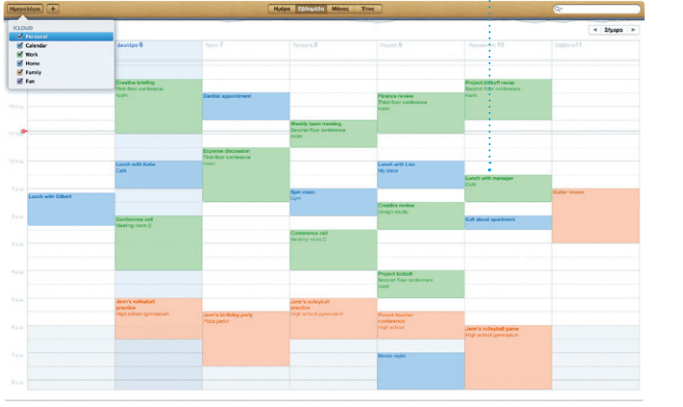 Ημερολόγια +
Ημέρα Εβδομάδα Μήνας Έτος
Σήμερα
ICLOUD
Personal
Calendar
Work
Home
Family
Fun
Δευτέρα 6
Τρίτη 7
Creative briefing
First-floor conference
room
Dentist appointment
Finance review
Third-floor conference
room
Project kickoff recap
Second-floor conference
room
Weekly team meeting
Second-floor conference
room
Expense discussion
First-floor conference
room
Lunch with Katie
Café
Lunch with Lisa
My place
Lunch with manager
Café
Lunch with Gilbert
Spin class
Gym
Guitar lesson
Creative review
Design studio
Conference call
Meeting room D
Call about apartment
Conference call
Meeting room D
Project kickoff
Second-floor conference
room
Jenn's volleyball
practice
High school gymnasium
Jenn's birthday party
Pizza parlor
Jenn's volleyball
practice
High school gymnasium
Parent-teacher
conference
High school
Jenn's volleyball game
High school gymnasium
Movie night